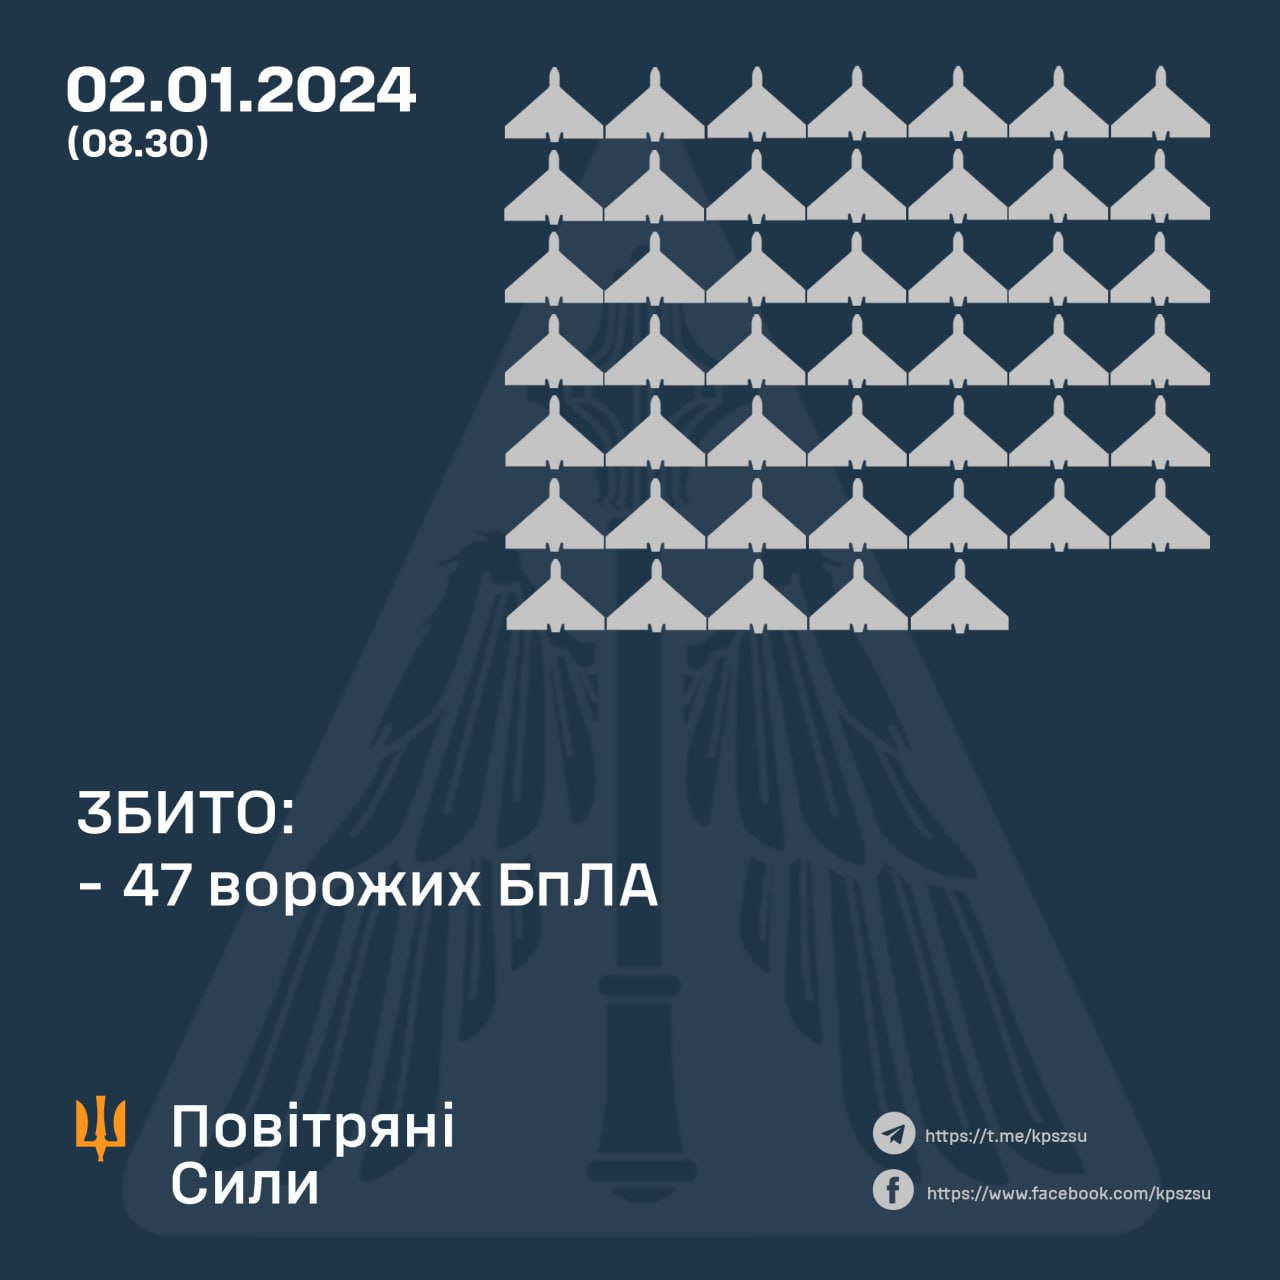 02.01.2024
(08.30)
ЗБИТО:
- 47 ворожих БпЛА
Повітряні
Сили
https://t.me/kpszsu
https://www.facebook.com/kpszsu